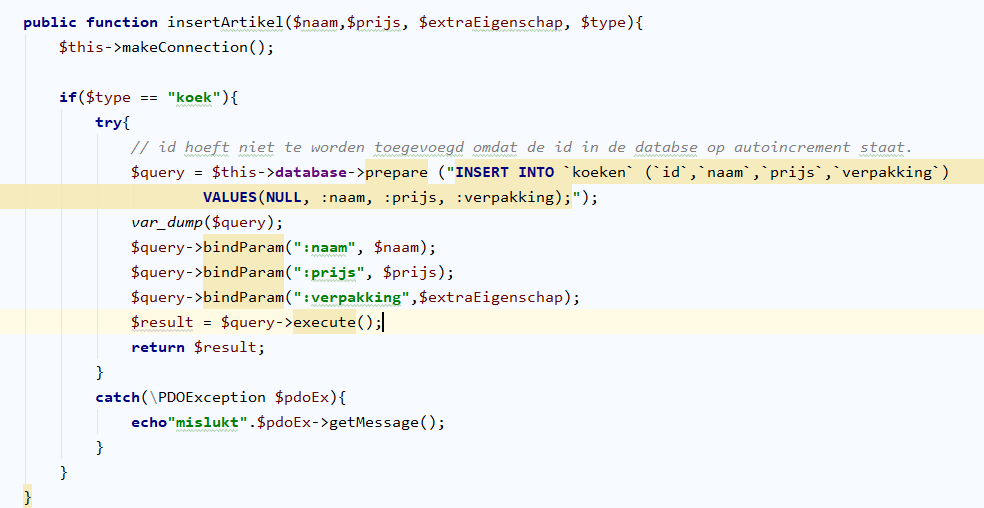 public function insertArtikel($naam,$prijs, $extraEigenschap, $type){
$this->makeConnection();
if($type == "koek"){
try{
// id hoeft niet te worden toegevoegd omdat de id in de databse op autoincrement staat.
$query = $this->database->prepare ("INSERT INTO `koeken` (`id`,`naam`,`prijs`,`verpakking`)
VALUES(NULL, :naam, :prijs, :verpakking);");
var_dump($query);
$query->bindParam(":naam", $naam);
$query->bindParam(":prijs", $prijs);
$query->bindParam(":verpakking",$extraEigenschap);
$result = $query->execute();
return $result;
}
catch(\PDOException $pdoEx){
echo"mislukt".$pdoEx->getMessage();
}
}
}